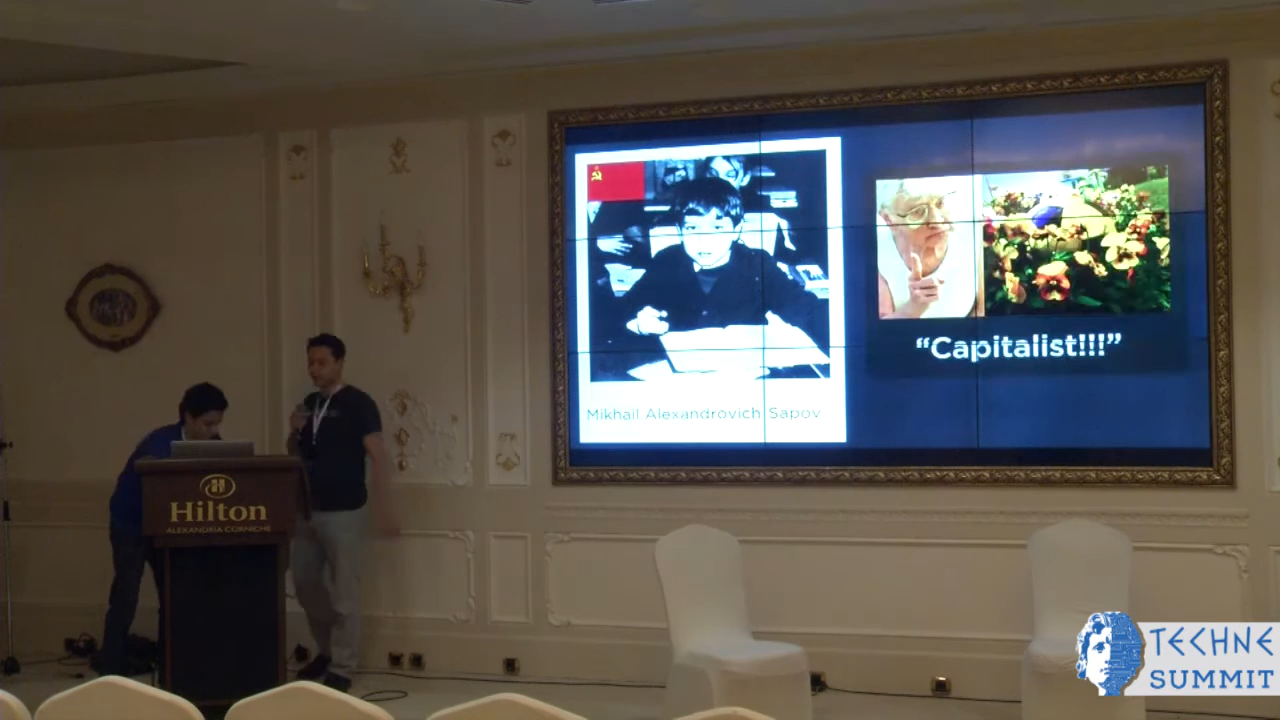 Mikhail Alexandrovich Sapov
“Capitalist!!!”
Hilton
ALEXANDRIA CORNICHE
TECHNE
SUMMIT